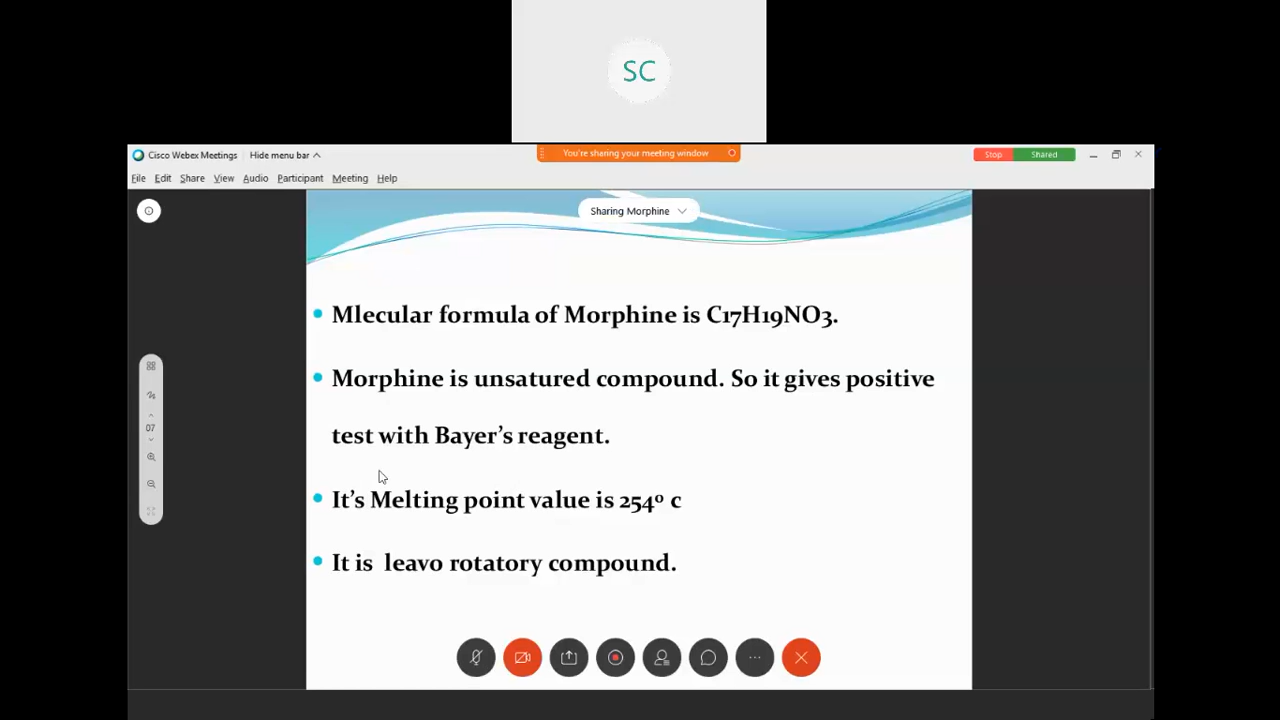 SC
Cisco Webex Meetings Hide menu bar
You're sharing your meeting window
Stop Shared
File Edit Share View Audio Participant Meeting Help
Sharing Morphine
• Mlecular formula of Morphine is C17H19NO3.
• Morphine is unsatured compound. So it gives positive
test with Bayer's reagent.
07
• It's Melting point value is 254º c
• It is leavo rotatory compound.